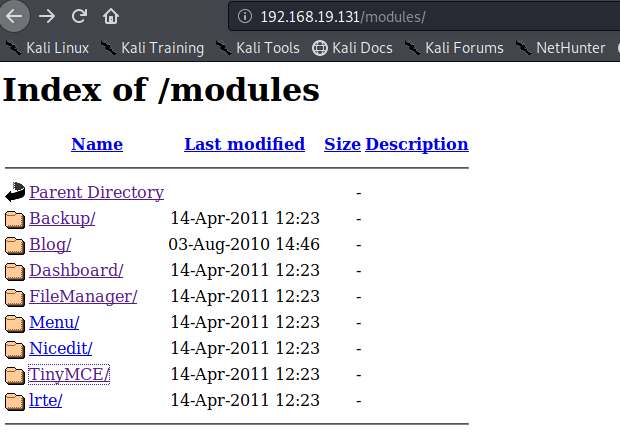 192.168.19.131/modules/
Kali Linux Kali Training Kali Tools Kali Docs Kali Forums NetHunter
Index of /modules
Name Last modified Size Description
Parent Directory -
Backup/ 14-Apr-2011 12:23 -
Blog/ 03-Aug-2010 14:46 -
Dashboard/ 14-Apr-2011 12:23 -
FileManager/ 14-Apr-2011 12:23 -
Menu/ 14-Apr-2011 12:23 -
Nicedit/ 14-Apr-2011 12:23 -
TinyMCE/ 14-Apr-2011 12:23 -
lrte/ 14-Apr-2011 12:23 -